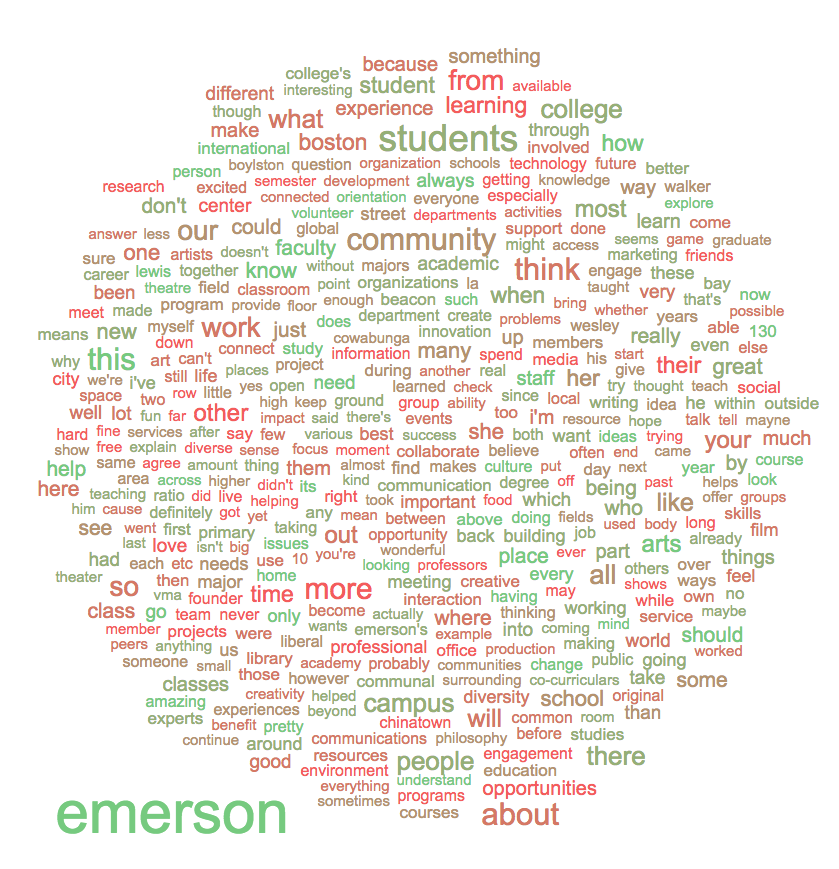 something
because
college's
student
from
available
different
interesting
though
what
experience
learning
college
make
boston
students
through
how
international
involved
person
boylston question organization schools technology future
better
research
excited semester development always getting knowledge way walker
connected orientation everyone especially
explore
don't center
volunteer street departments activities most learn come
answer less our could global community support done
seems game graduate
sure one artists doesn't faculty might access marketing friends
career lewis together know without majors academic think engage these
theatre field classroom point organizations la taught very that's bay now
been
meet made program provide floor enough beacon such when bring whether years possible
means new myself work just does department create problems wesley able 130
down cowabunga innovation up members really even else
why this art can't connect study information many spend media his start their great
city we're i've still life places project during another real staff her give
space two row little yes open need learned check try thought teach social
well lot fun far other high keep ground group ability since local writing idea he within outside
impact said there's events too i'm resource hope talk tell mayne
hard fine services after say few various best success she both want ideas trying your much
show free explain diverse sense focus moment collaborate believe often end came
help same agree amount thing them almost find makes culture put day next year by course
here area across higher didn't its kind communication degree off past helps look
teaching ratio did live helping right took important food which being who like offer groups
him cause definitely got yet any mean between above doing fields used body long skills
see went first primary taking out opportunity back building job film
last love isn't big issues you're wonderful place ever part arts already things
had each etc needs use 10 looking professors others over
theater then major home meeting creative every all shows ways feel
so vma founder time more interaction having may while own no
class go team never only become actually where thinking working service maybe
member projects were wants emerson's example into coming mind should
peers anything us liberal professional office production making world worked
someone small library academy probably communities change public going
those however communal surrounding co-curriculars take some
classes
amazing creativity helped campus diversity school original
experiences beyond will than
experts benefit pretty chinatown common room
continue communications philosophy before studies
around
good resources people engagement there
environment education
everything understand opportunities
sometimes programs
courses about
emerson